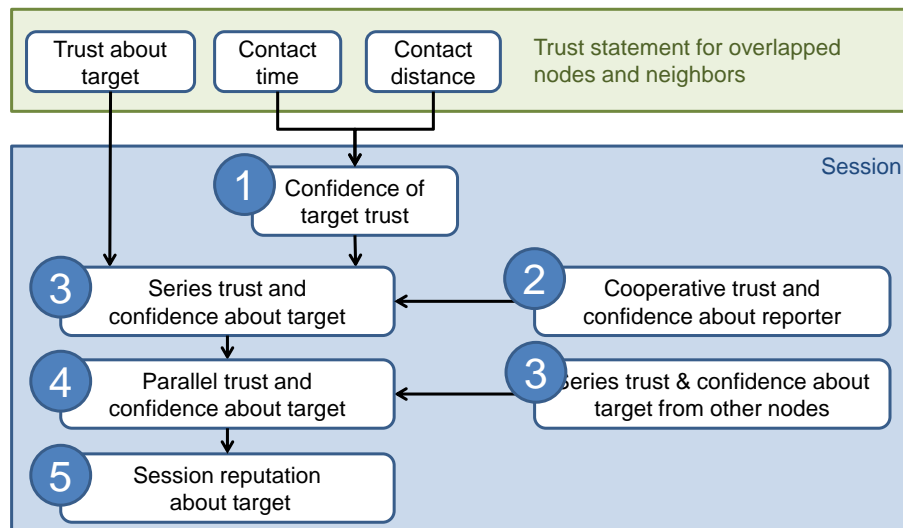 Trust about
target
Contact
time
Contact
distance
Trust statement for overlapped
nodes and neighbors
Session
1
Confidence of
target trust
3
Series trust and
confidence about target
2
Cooperative trust and
confidence about reporter
4
Parallel trust and
confidence about target
3
Series trust & confidence about
target from other nodes
5
Session reputation
about target